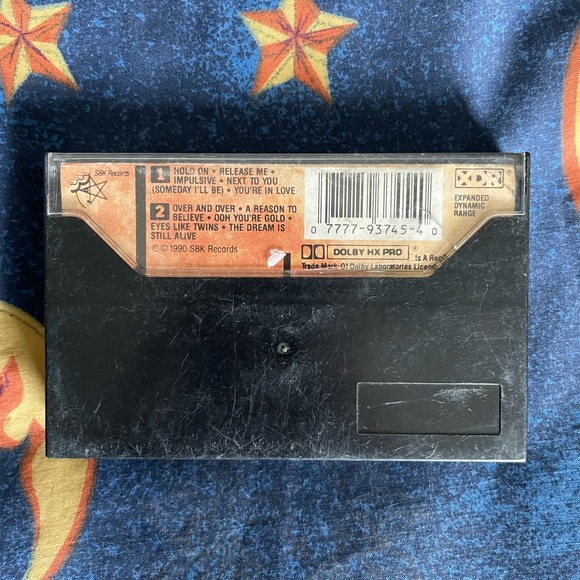 SBK Records
1 HOLD ON • RELEASE ME •
IMPULSIVE • NEXT TO YOU
(SOMEDAY I'LL BE) • YOU'RE IN LOVE
2 OVER AND OVER • A REASON TO
BELIEVE • OOH YOU'RE GOLD •
EYES LIKE TWINS • THE DREAM IS
STILL ALIVE
℗ © 1990 SBK Records
0 7777-93745-4 0
DOLBY HX PRO
Is A Reg
Trade Mark Of Dolby Laboratories Licens
XDR
EXPANDED
DYNAMIC
RANGE